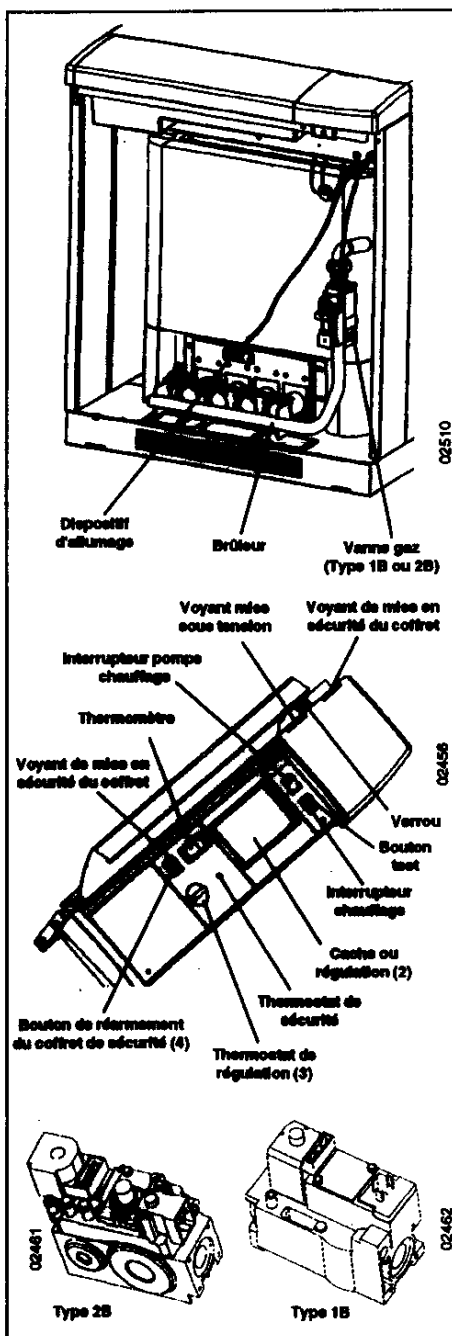 02510
Dispositif
d'allumage
Brûleur
Vanne gaz
(Type 1B ou 2B)
Voyant mise
sous tension
Voyant de mise en
sécurité du coffret
Interrupteur pompe
chauffage
Thermomètre
Voyant de mise en
sécurité du coffret
02456
Verrou
Bouton
test
Interrupteur
chauffage
Cache ou
régulation (2)
Thermostat de
sécurité
Bouton de réarmement
du coffret de sécurité (4)
Thermostat de
régulation (3)
02461
Type 2B
02462
Type 1B